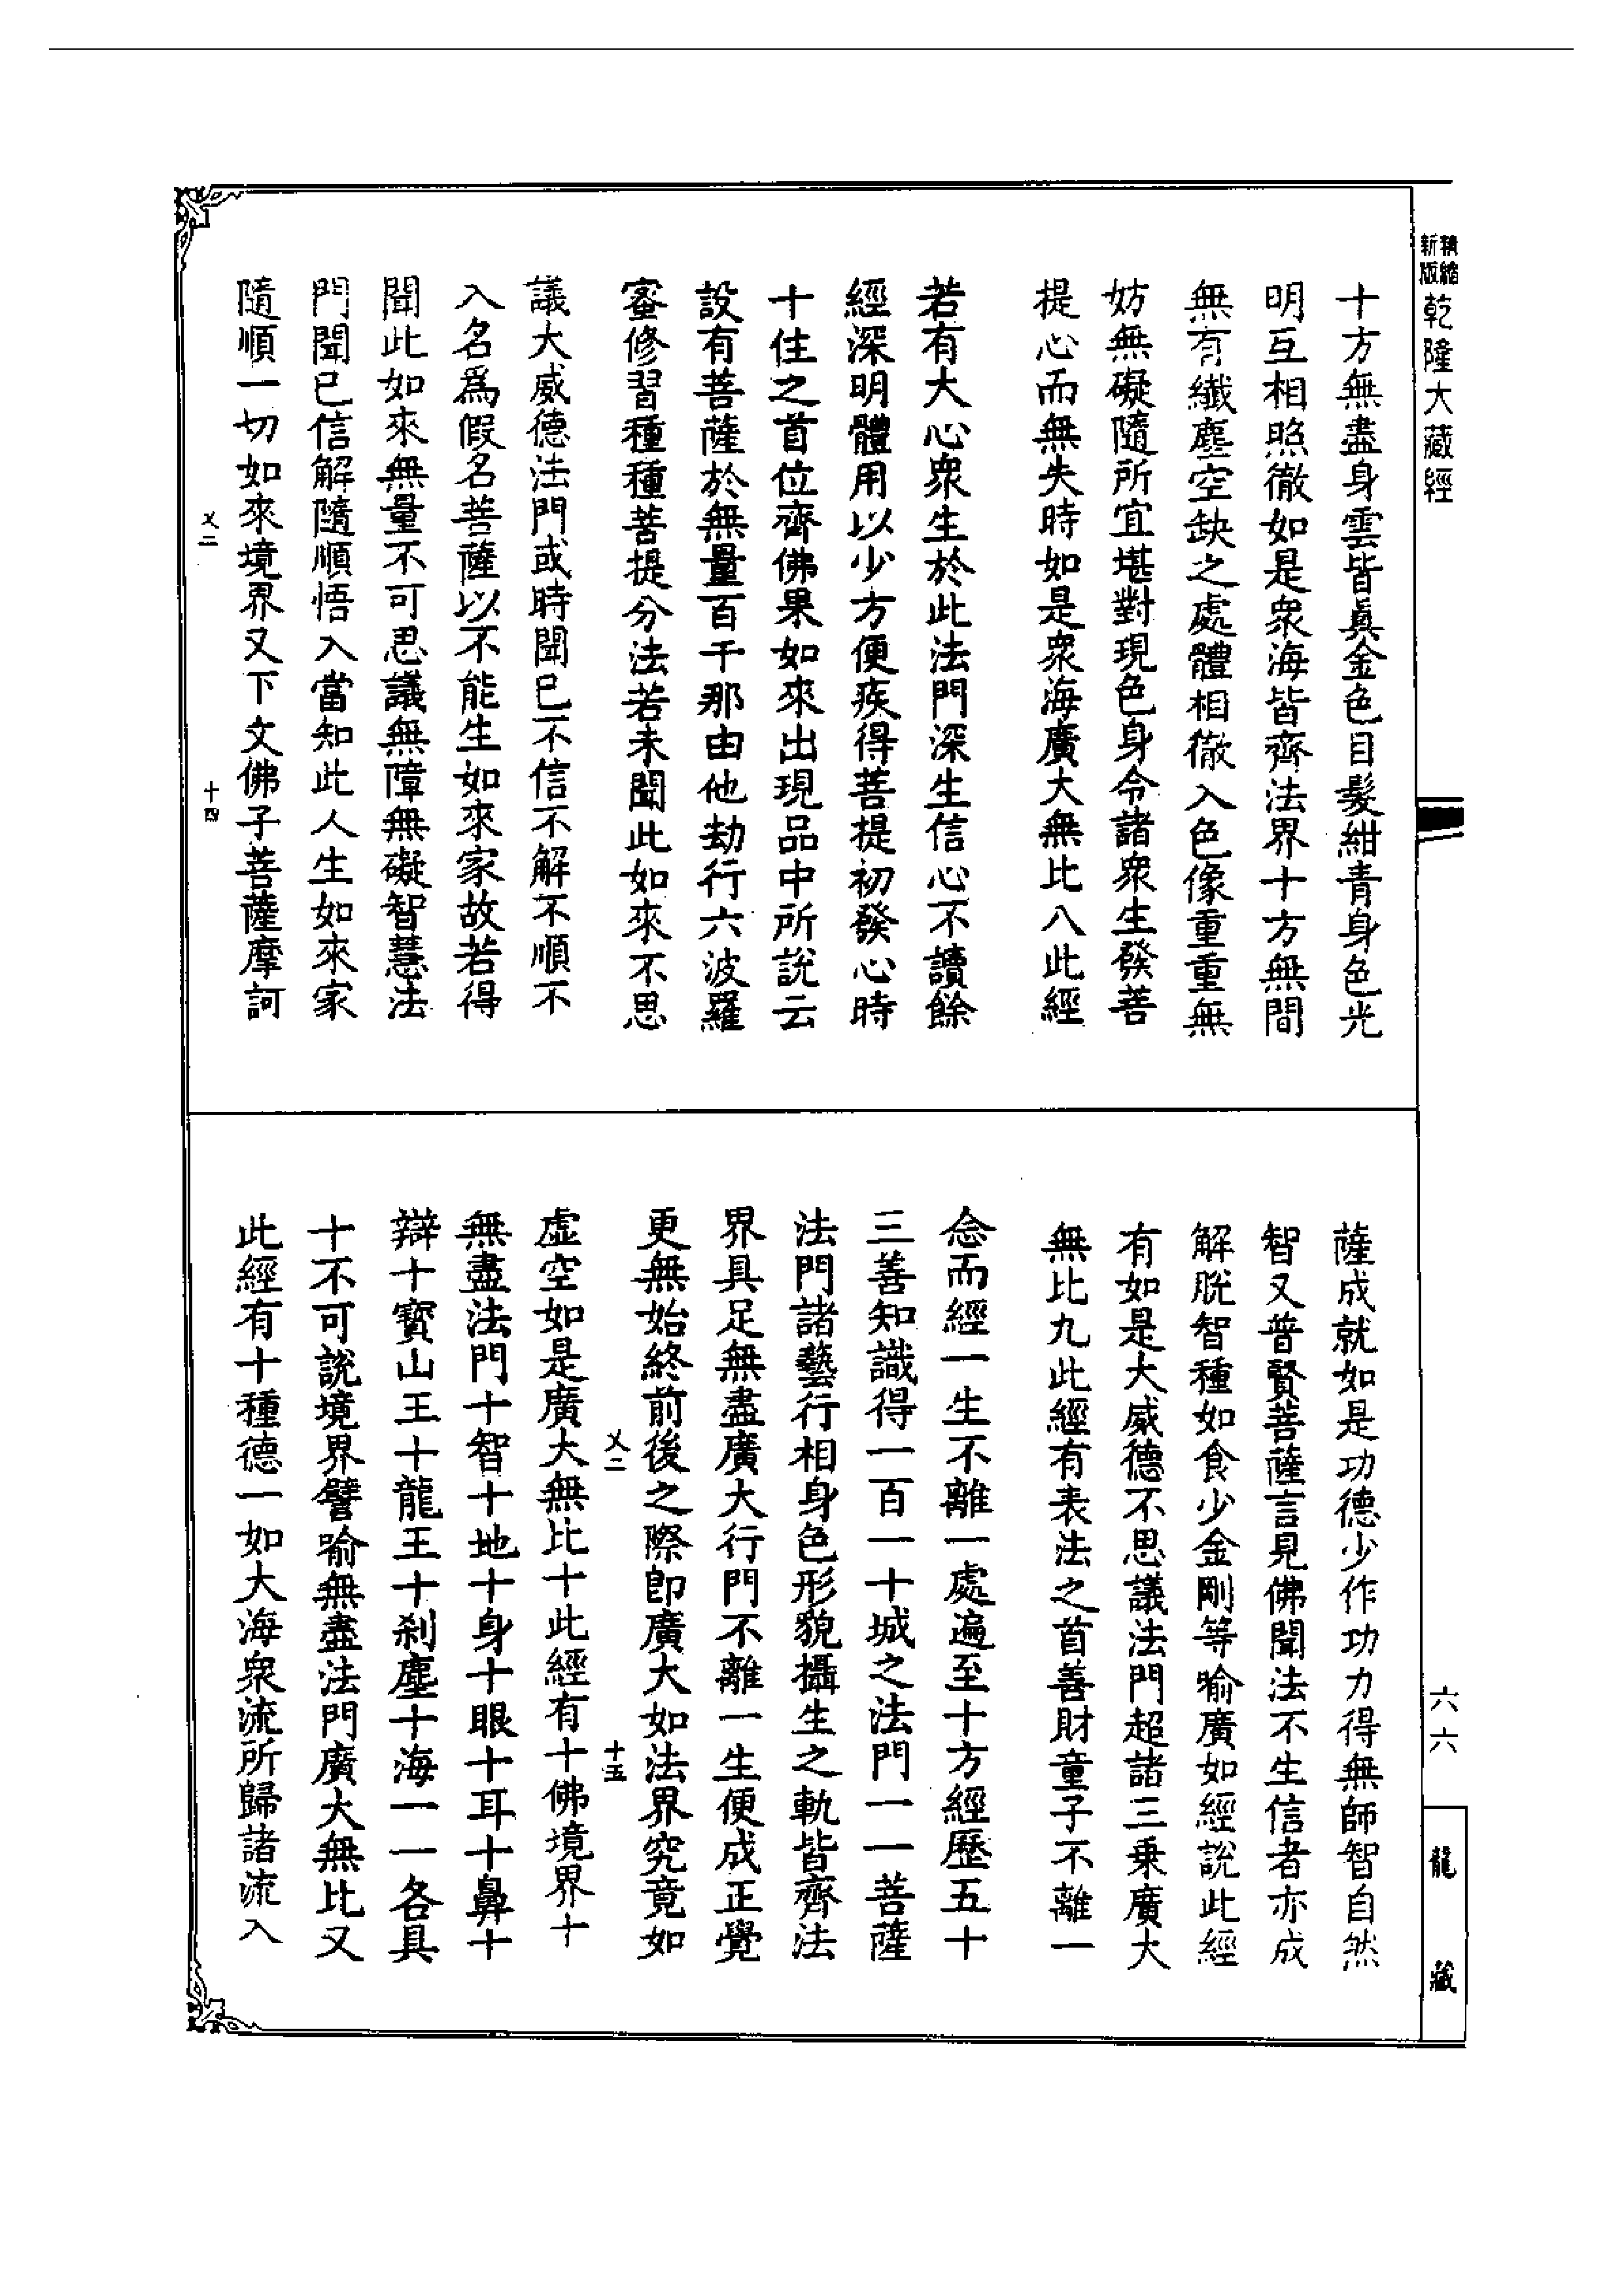 精縮新版乾隆大藏經
十方無盡身雲皆眞金色目髮紺青身色光
明互相照徹如是衆海皆齊法界十方無間
無有纖塵空缺之處體相徹入色像重重無
妨無礙隨所宜堪對現色身令諸衆生發菩
提心而無失時如是衆海廣大無比八此經
若有大心衆生於此法門深生信心不讀餘
經深明體用以少方便疾得菩提初發心時
十住之首位齊佛果如來出現品中所說云
設有菩薩於無量百千那由他劫行六波羅
蜜修習種種菩提分法若未聞此如來不思
議大威德法門或時聞已不信不解不順不
入名爲假名菩薩以不能生如來家故若得
聞此如來無量不可思議無障無礙智慧法
門聞已信解隨順悟入當知此人生如來家
隨順一切如來境界又下文佛子菩薩摩訶
乂二
十四
薩成就如是功德少作功力得無師智自然
智又普賢菩薩言見佛聞法不生信者亦成
解脫智種如食少金剛等喻廣如經說此經
有如是大威德不思議法門超諸三乘廣大
無比九此經有表法之首善財童子不離一
念而經一生不離一處遍至十方經歷五十
三善知識得一百一十城之法門一一菩薩
法門諸藝行相身色形貌攝生之軌皆齊法
界具足無盡廣大行門不離一生便成正覺
更無始終前後之際卽廣大如法界究竟如
乂二
十五
虛空如是廣大無比十此經有十佛境界十
無盡法門十智十地十身十眼十耳十鼻十
辯十寶山王十龍王十刹塵十海一一各具
十不可說境界譬喻無盡法門廣大無比又
此經有十種德一如大海衆流所歸諸流入
六六
龍藏